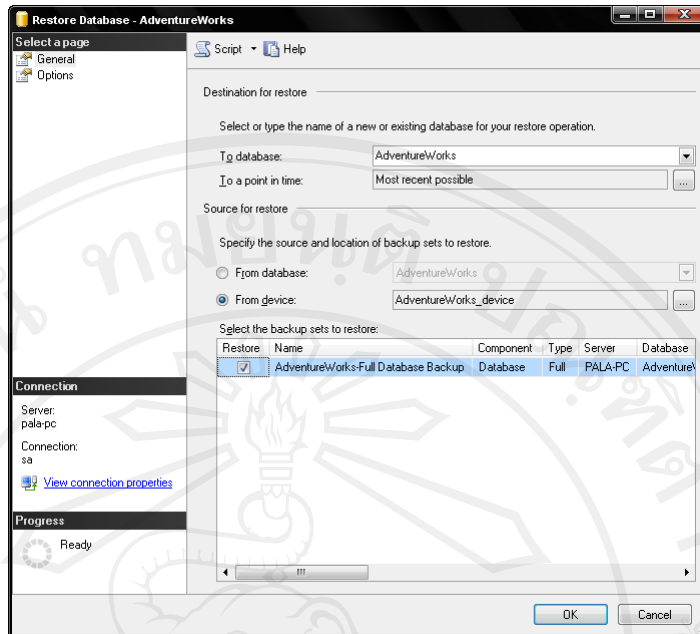 Restore Database - AdventureWorks
Select a page
General
Options
Script Help
Destination for restore
Select or type the name of a new or existing database for your restore operation.
To database: AdventureWorks
To a point in time: Most recent possible ...
Source for restore
Specify the source and location of backup sets to restore.
From database: AdventureWorks
From device: AdventureWorks_device ...
Select the backup sets to restore:
Restore Name Component Type Server Database
AdventureWorks-Full Database Backup Database Full PALA-PC AdventureW
Connection
Server:
pala-pc
Connection:
sa
View connection properties
Progress
Ready
OK Cancel